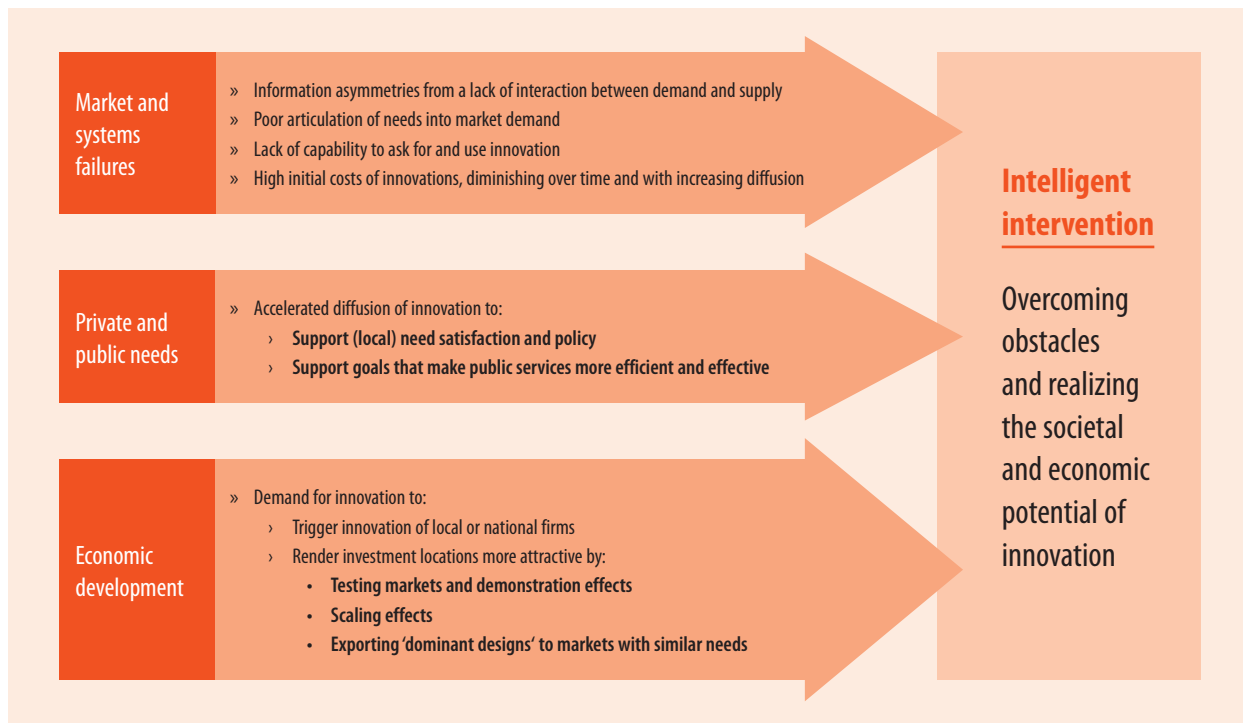 Market and
systems
failures
» Information asymmetries from a lack of interaction between demand and supply
» Poor articulation of needs into market demand
» Lack of capability to ask for and use innovation
» High initial costs of innovations, diminishing over time and with increasing diffusion
Private and
public needs
» Accelerated diffusion of innovation to:
› Support (local) need satisfaction and policy
› Support goals that make public services more efficient and effective
Economic
development
» Demand for innovation to:
› Trigger innovation of local or national firms
› Render investment locations more attractive by:
• Testing markets and demonstration effects
• Scaling effects
• Exporting ‘dominant designs‘ to markets with similar needs
Intelligent
intervention
Overcoming
obstacles
and realizing
the societal
and economic
potential of
innovation